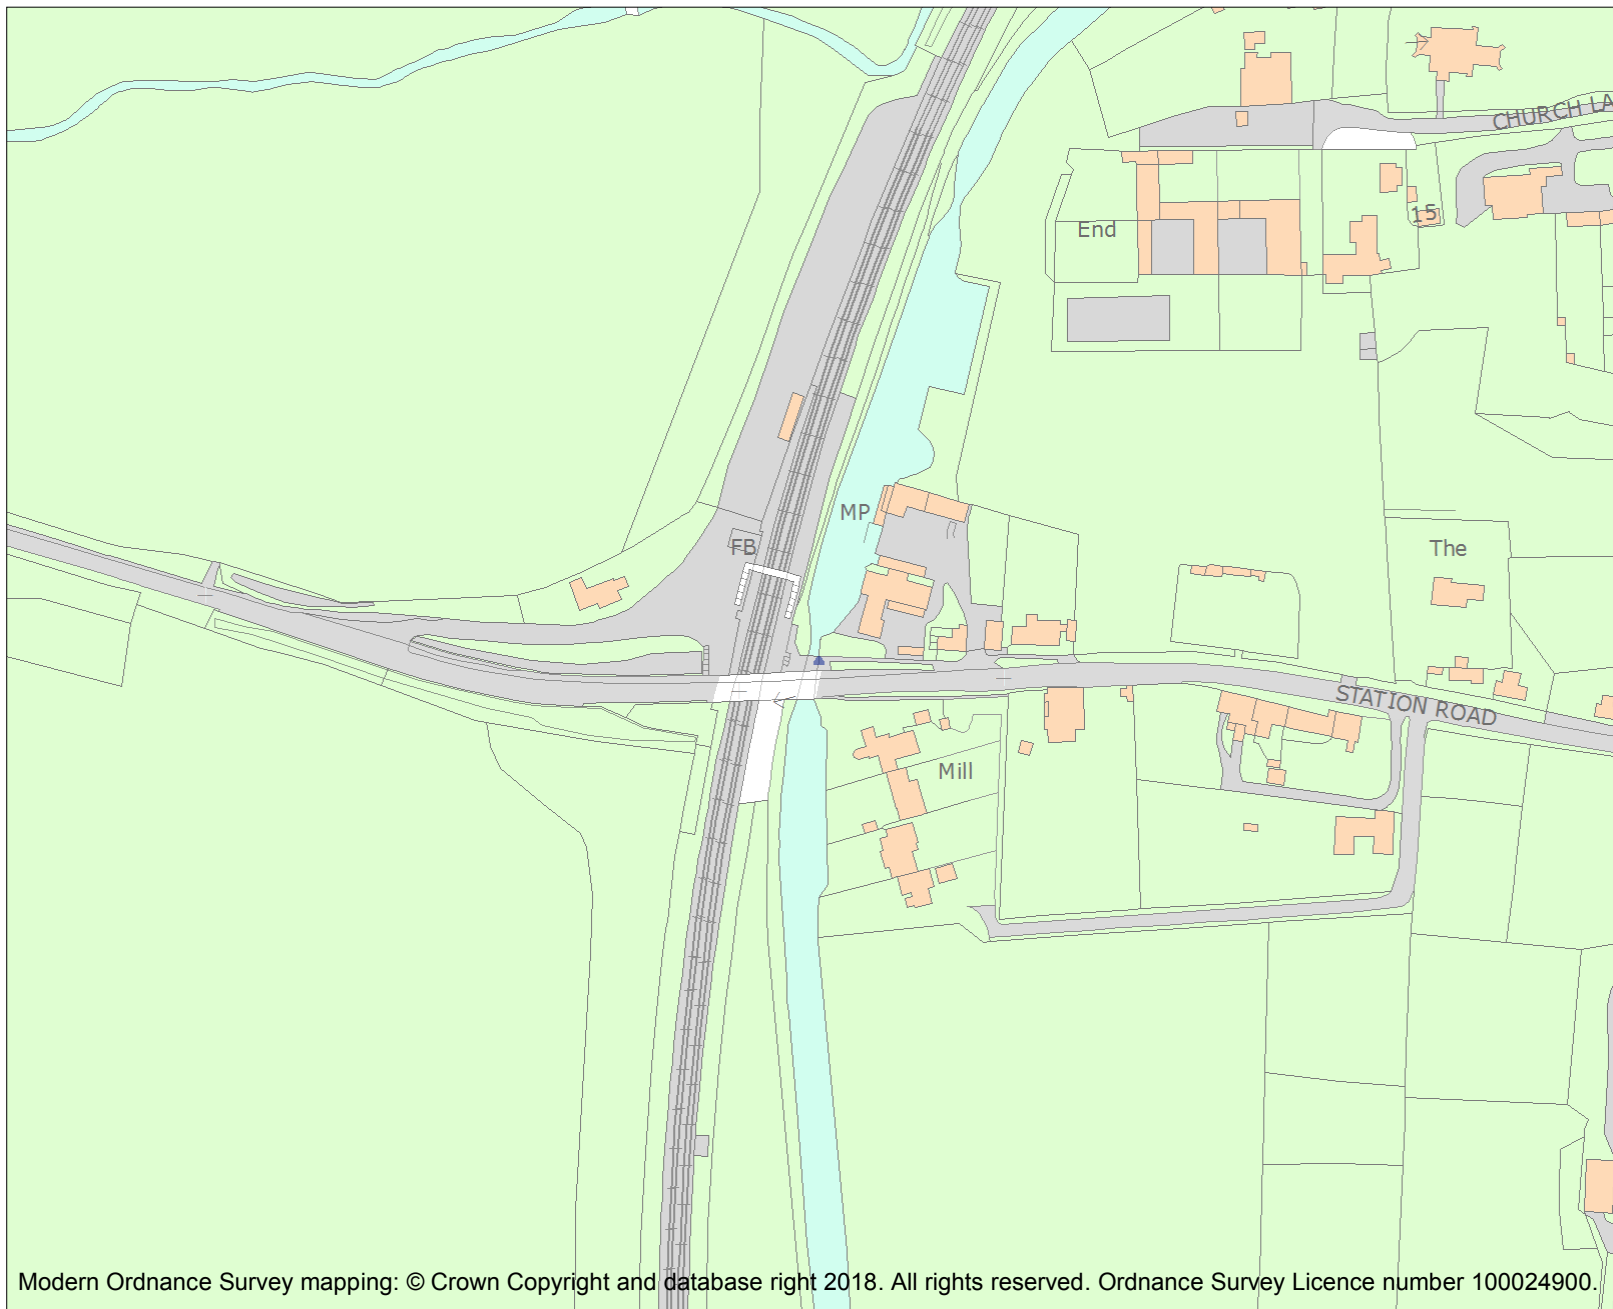 CHURCH LA
15
End
MP
FB
The
STATION ROAD
Mill
Modern Ordnance Survey mapping: © Crown Copyright and database right 2018. All rights reserved. Ordnance Survey Licence number 100024900.